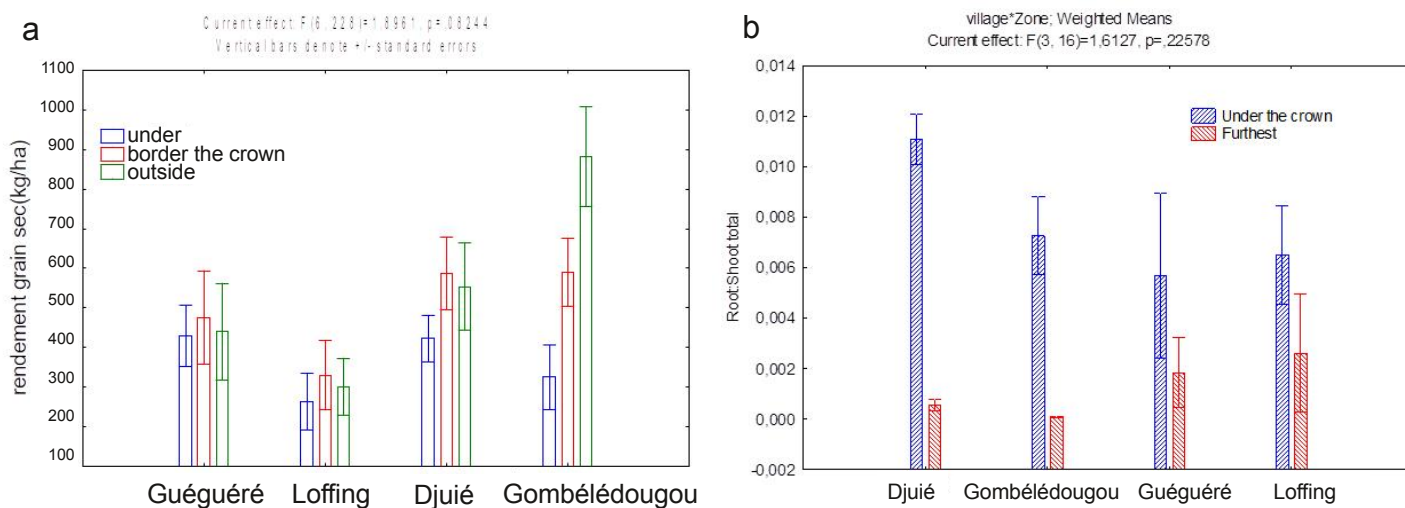 a
Current effect: F(6, 228)=1.8961, p=.08244
Vertical bars denote +/- standard errors
rendement grain sec(kg/ha)
1100
1000
900
800
700
600
500
400
300
200
100
under
border the crown
outside
Guéguéré Loffing Djuié Gombélédougou
b
village*Zone; Weighted Means
Current effect: F(3, 16)=1,6127, p=,22578
Root:Shoot total
0,014
0,012
0,010
0,008
0,006
0,004
0,002
0,000
-0,002
Under the crown
Furthest
Djuié Gombélédougou Guéguéré Loffing